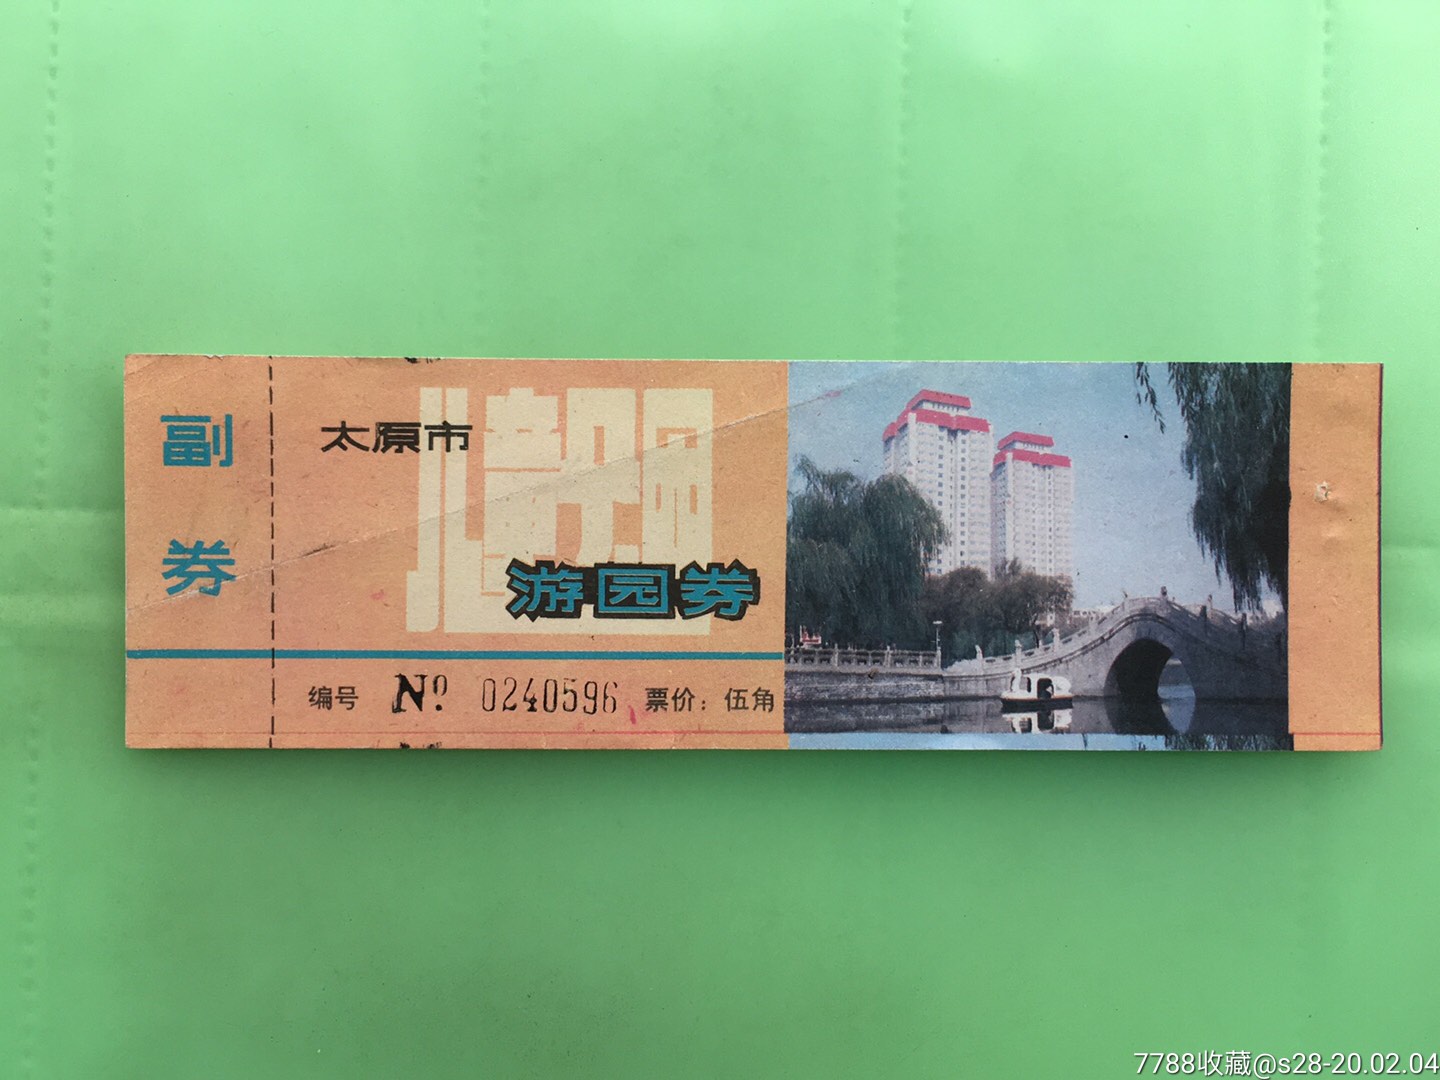 副券
太原市
儿童公园
游园券
编号 Nº 0240596 票价：伍角
7788收藏@s28-20.02.04